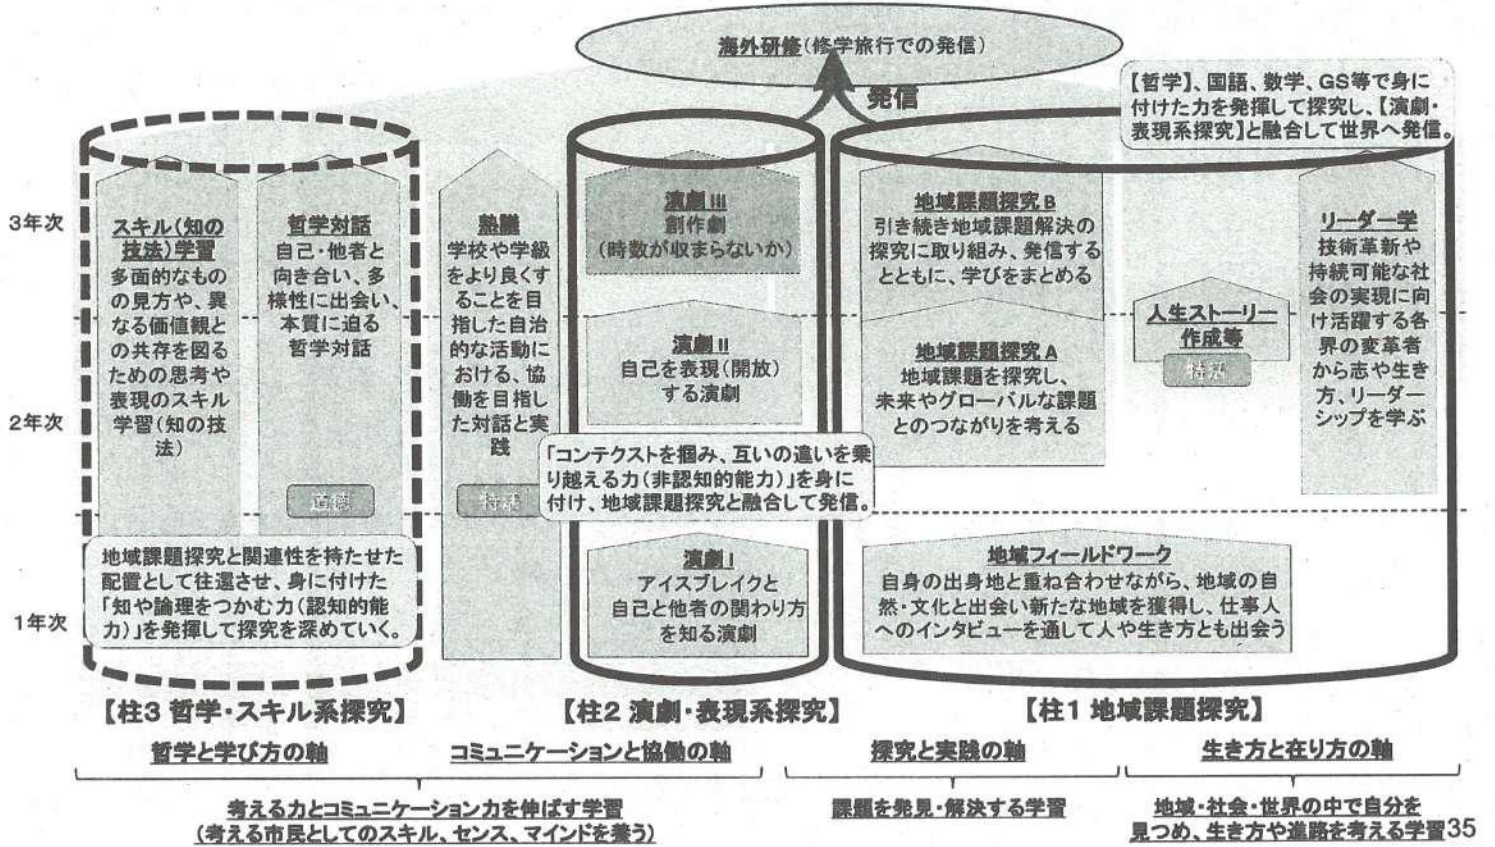 海外研修(修学旅行での発信)
発信
【哲学】、国語、数学、GS等で身に
付けた力を発揮して探究し、【演劇・
表現系探究】と融合して世界へ発信。
3年次
2年次
1年次
スキル(知の
技法)学習
多面的なもの
の見方や、異
なる価値観と
の共存を図る
ための思考や
表現のスキル
学習(知の技
法)
哲学対話
自己・他者と
向き合い、多
様性に出会い、
本質に迫る
哲学対話
道徳
地域課題探究と関連性を持たせた
配置として往還させ、身に付けた
「知や論理をつかむ力(認知的能
力)」を発揮して探究を深めていく。
熟議
学校や学級
をより良くす
ることを目
指した自治
的な活動に
おける、協
働を目指し
た対話と実
践
特活
演劇 III
創作劇
(時数が収まらないか)
演劇 II
自己を表現(開放)
する演劇
「コンテクストを掴み、互いの違いを乗
り越える力(非認知的能力)」を身に
付け、地域課題探究と融合して発信。
演劇 I
アイスブレイクと
自己と他者の関わり方
を知る演劇
地域課題探究 B
引き続き地域課題解決の
探究に取り組み、発信する
とともに、学びをまとめる
地域課題探究 A
地域課題を探究し、
未来やグローバルな課題
とのつながりを考える
人生ストーリー
作成等
特活
リーダー学
技術革新や
持続可能な社
会の実現に向
け活躍する各
界の変革者
から志や生き
方、リーダー
シップを学ぶ
地域フィールドワーク
自身の出身地と重ね合わせながら、地域の自
然・文化と出会い新たな地域を獲得し、仕事人
へのインタビューを通して人や生き方とも出会う
【柱3 哲学・スキル系探究】
【柱2 演劇・表現系探究】
【柱1 地域課題探究】
哲学と学び方の軸
コミュニケーションと協働の軸
探究と実践の軸
生き方と在り方の軸
考える力とコミュニケーション力を伸ばす学習
(考える市民としてのスキル、センス、マインドを養う)
課題を発見・解決する学習
地域・社会・世界の中で自分を
見つめ、生き方や進路を考える学習
35